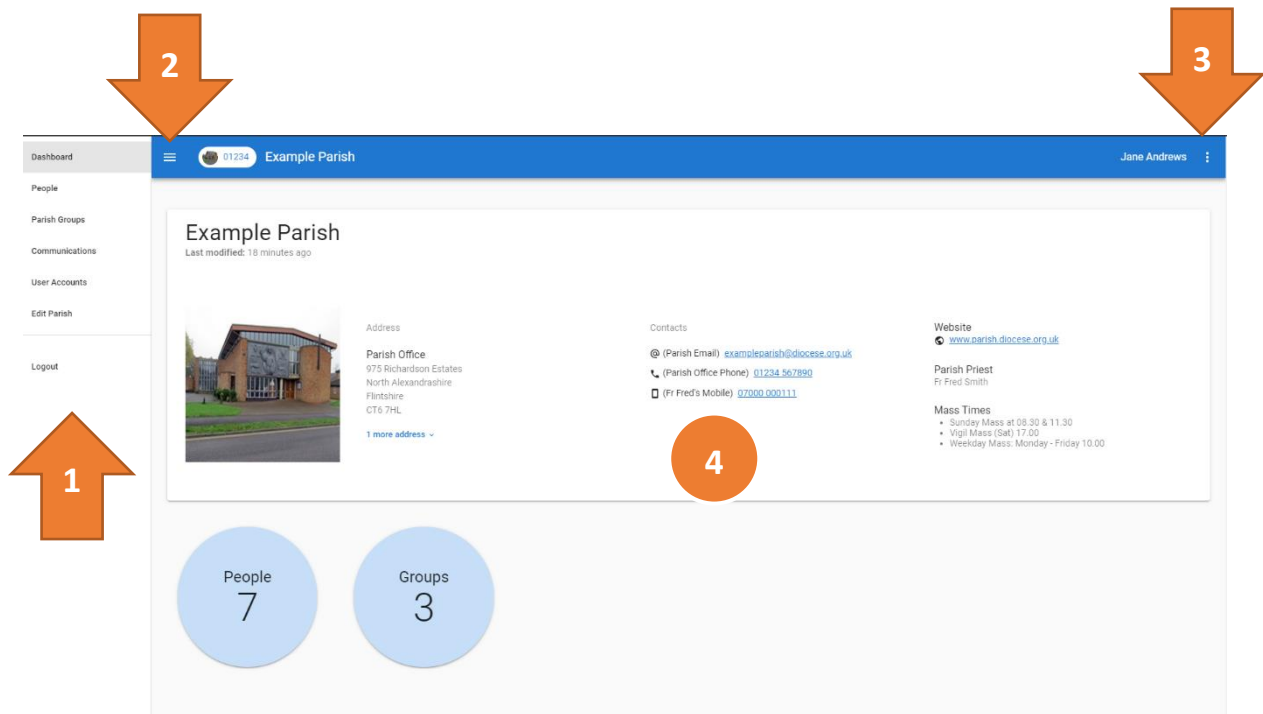 2
3
Dashboard
People
Parish Groups
Communications
User Accounts
Edit Parish
Logout
1
01234 Example Parish
Jane Andrews
Example Parish
Last modified: 18 minutes ago
Address
Parish Office
975 Richardson Estates
North Alexandrashire
Flintshire
CT6 7HL
1 more address
Contacts
@ (Parish Email) exampleparish@diocese.org.uk
(Parish Office Phone) 01234 567890
(Fr Fred's Mobile) 07000 000111
4
Website
www.parish.diocese.org.uk
Parish Priest
Fr Fred Smith
Mass Times
• Sunday Mass at 08.30 & 11.30
• Vigil Mass (Sat) 17.00
• Weekday Mass: Monday - Friday 10.00
People
7
Groups
3